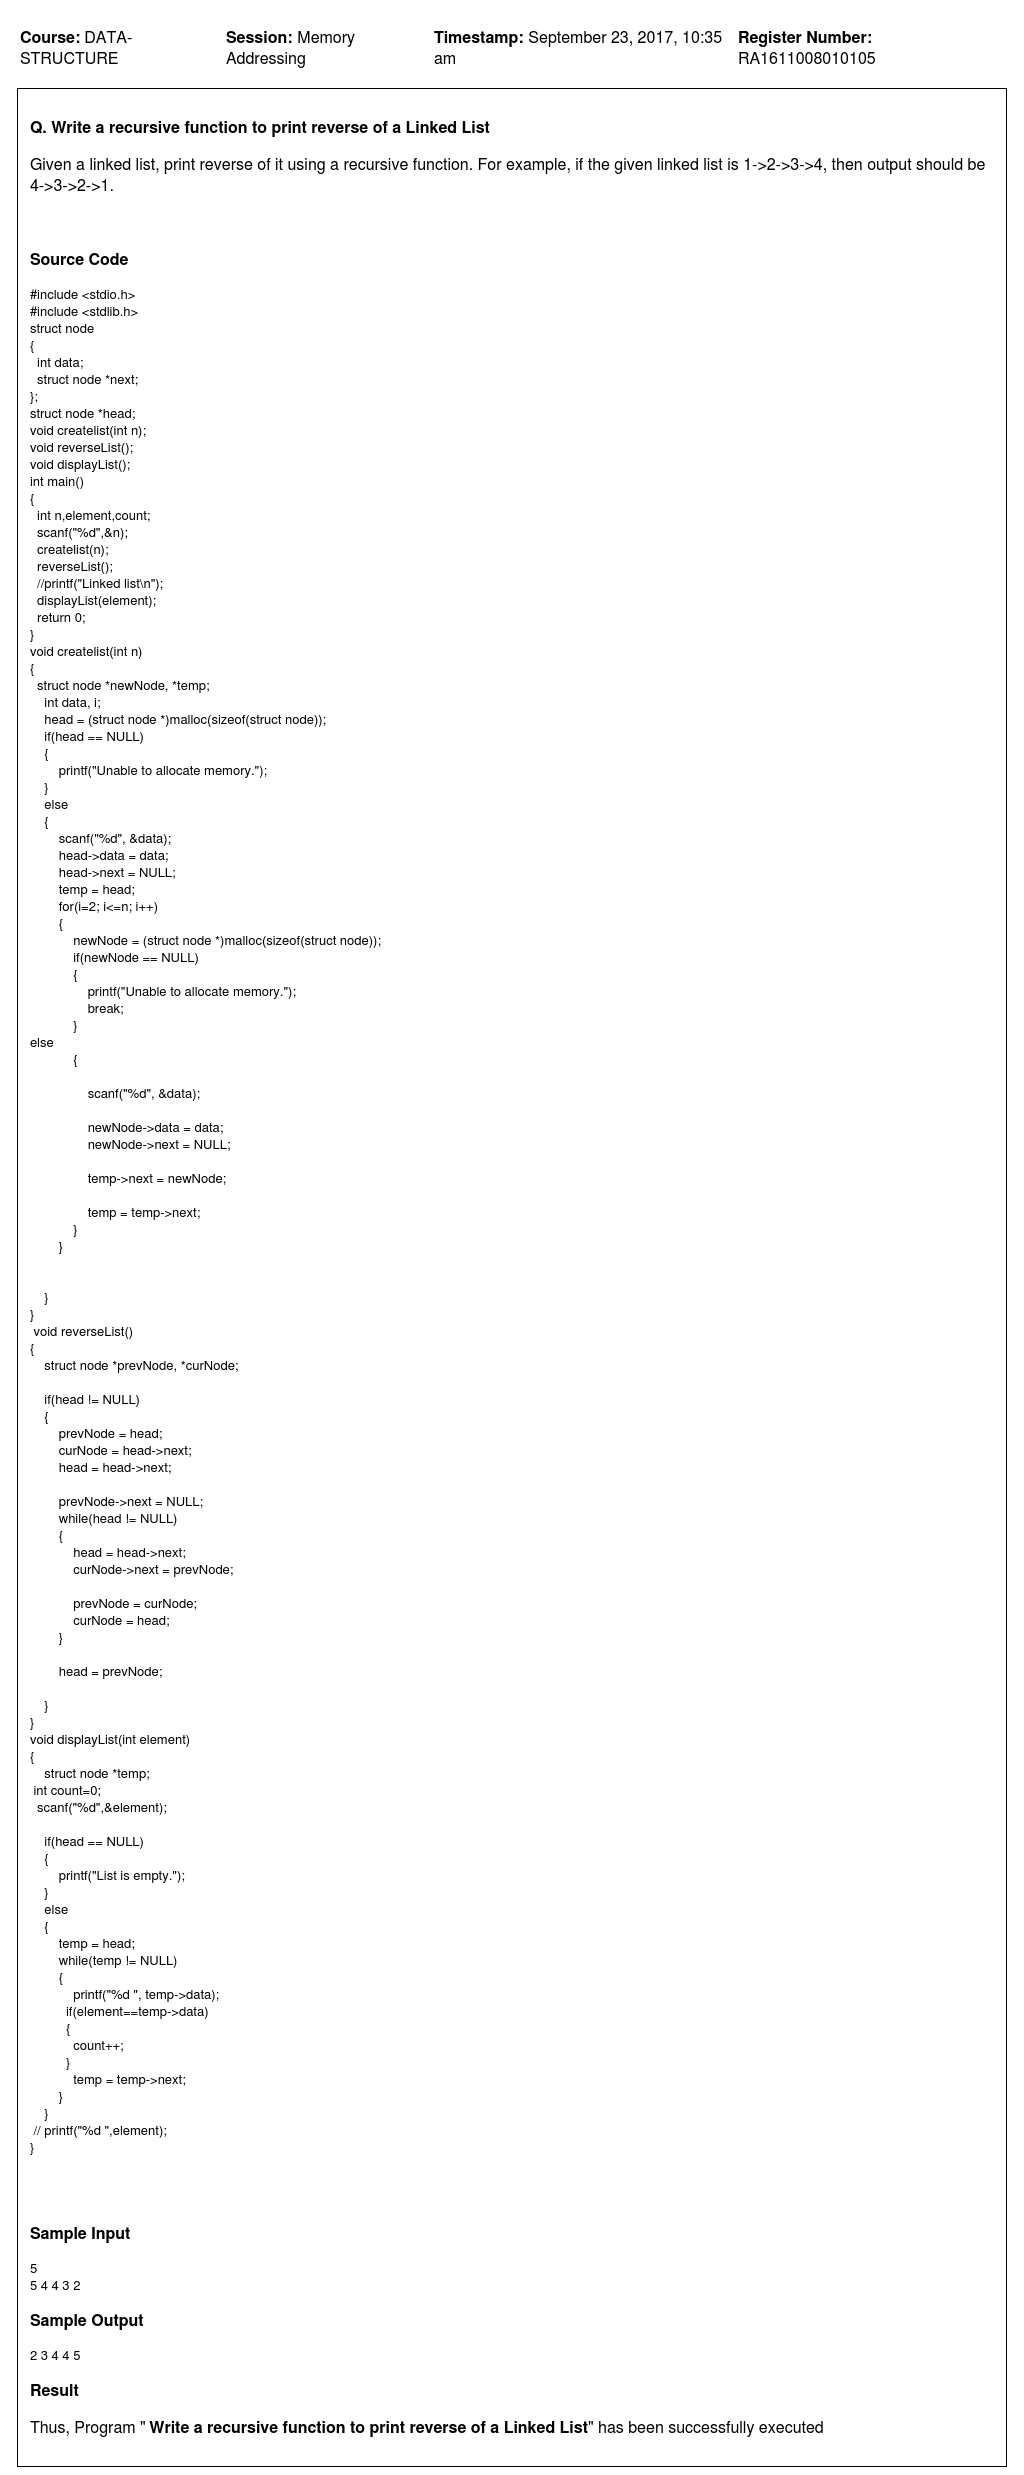 Course: DATA-STRUCTURE
Session: Memory Addressing
Timestamp: September 23, 2017, 10:35 am
Register Number: RA1611008010105
Q. Write a recursive function to print reverse of a Linked List
Given a linked list, print reverse of it using a recursive function. For example, if the given linked list is 1->2->3->4, then output should be
4->3->2->1.
Source Code
#include <stdio.h>
#include <stdlib.h>
struct node
{
  int data;
  struct node *next;
};
struct node *head;
void createlist(int n);
void reverseList();
void displayList();
int main()
{
  int n,element,count;
  scanf("%d",&n);
  createlist(n);
  reverseList();
  //printf("Linked list\n");
  displayList(element);
  return 0;
}
void createlist(int n)
{
  struct node *newNode, *temp;
    int data, i;
    head = (struct node *)malloc(sizeof(struct node));
    if(head == NULL)
    {
        printf("Unable to allocate memory.");
    }
    else
    {
        scanf("%d", &data);
        head->data = data;
        head->next = NULL;
        temp = head;
        for(i=2; i<=n; i++)
        {
            newNode = (struct node *)malloc(sizeof(struct node));
            if(newNode == NULL)
            {
                printf("Unable to allocate memory.");
                break;
            }
else
            {
                scanf("%d", &data);
                newNode->data = data;
                newNode->next = NULL;
                temp->next = newNode;
                temp = temp->next;
            }
        }
    }
}
 void reverseList()
{
    struct node *prevNode, *curNode;
    if(head != NULL)
    {
        prevNode = head;
        curNode = head->next;
        head = head->next;
        prevNode->next = NULL;
        while(head != NULL)
        {
            head = head->next;
            curNode->next = prevNode;
            prevNode = curNode;
            curNode = head;
        }
        head = prevNode;
    }
}
void displayList(int element)
{
    struct node *temp;
 int count=0;
  scanf("%d",&element);
    if(head == NULL)
    {
        printf("List is empty.");
    }
    else
    {
        temp = head;
        while(temp != NULL)
        {
            printf("%d ", temp->data);
          if(element==temp->data)
          {
            count++;
          }
            temp = temp->next;
        }
    }
 // printf("%d ",element);
}
Sample Input
5
5 4 4 3 2
Sample Output
2 3 4 4 5
Result
Thus, Program " Write a recursive function to print reverse of a Linked List" has been successfully executed